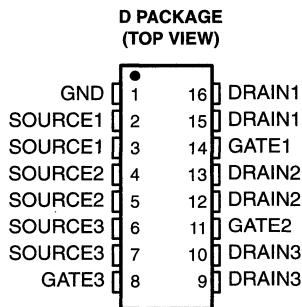 D PACKAGE
(TOP VIEW)
GND 1 16 DRAIN1
SOURCE1 2 15 DRAIN1
SOURCE1 3 14 GATE1
SOURCE2 4 13 DRAIN2
SOURCE2 5 12 DRAIN2
SOURCE3 6 11 GATE2
SOURCE3 7 10 DRAIN3
GATE3 8 9 DRAIN3